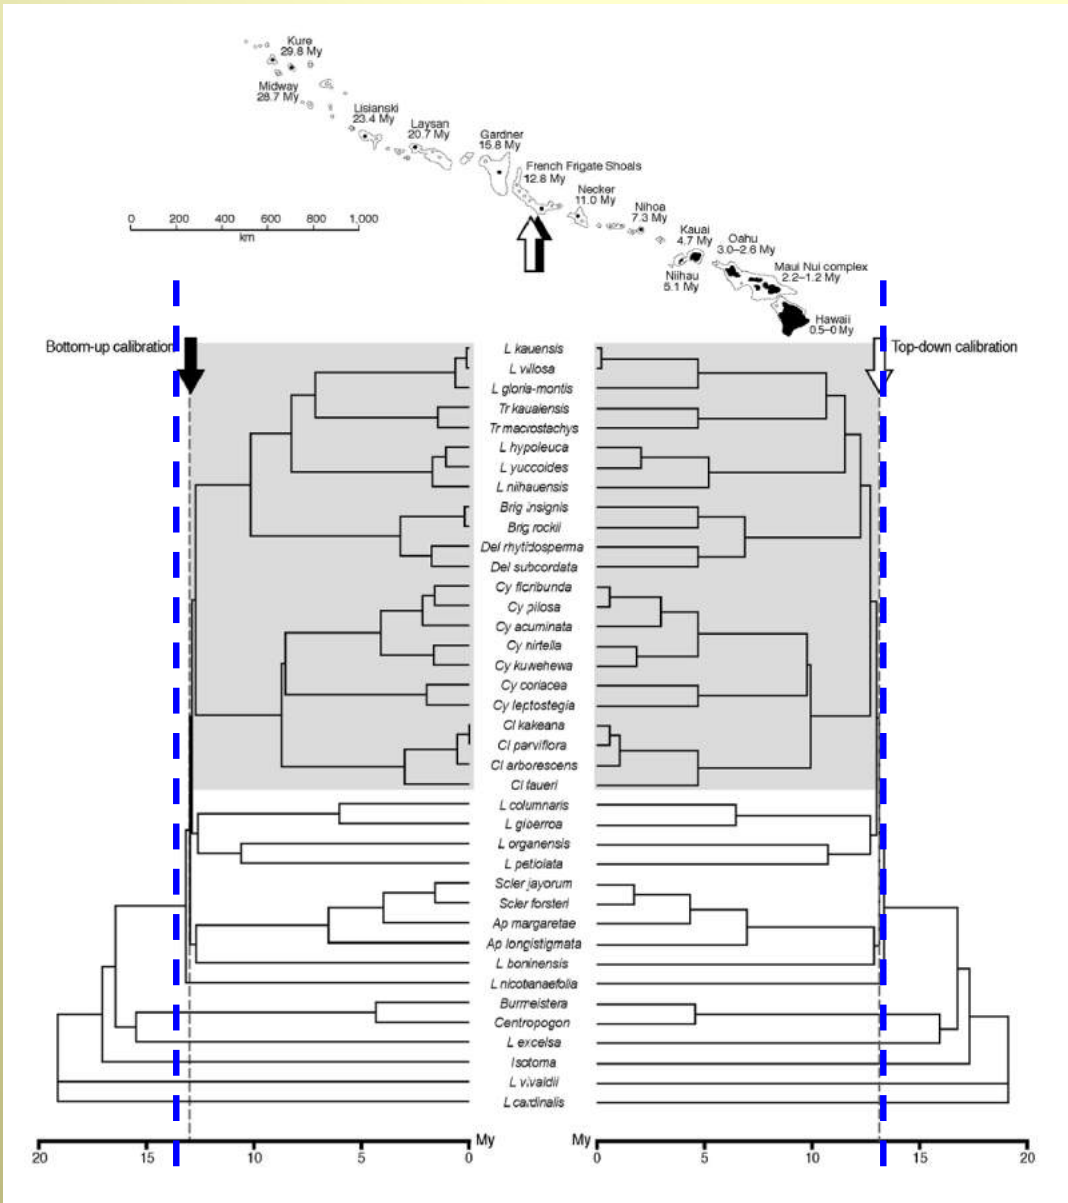 Kure
29.8 My
Midway
28.7 My
Lisianski
23.4 My
Laysan
20.7 My
Gardner
15.8 My
French Frigate Shoals
12.8 My
Necker
11.0 My
Nihoa
7.3 My
Kauai
4.7 My
Oahu
3.0–2.6 My
Niihau
5.1 My
Maui Nui complex
2.2–1.2 My
Hawaii
0.5–0 My
0 200 400 600 800 1,000
km
Bottom-up calibration
Top-down calibration
L kauensis
L villosa
L gloria-montis
Tr kauaiensis
Tr macrostachys
L hypoleuca
L yuccoides
L niihauensis
Brig insignis
Brig rockii
Del rhytidosperma
Del subcordata
Cy floribunda
Cy pilosa
Cy acuminata
Cy hirtella
Cy kuwehewa
Cy coriacea
Cy leptostegia
Cl kakeana
Cl parviflora
Cl arborescens
Cl faueri
L columnaris
L gloerroa
L organensis
L petiolata
Scler jayorum
Scler forsteri
Ap margaretae
Ap longistigmata
L boninensis
L nicotianaefolia
Burmeistera
Centropogon
L excelsa
Isotoma
L vivaldii
L cardinalis
My My
20 15 10 5 0 0 5 10 15 20